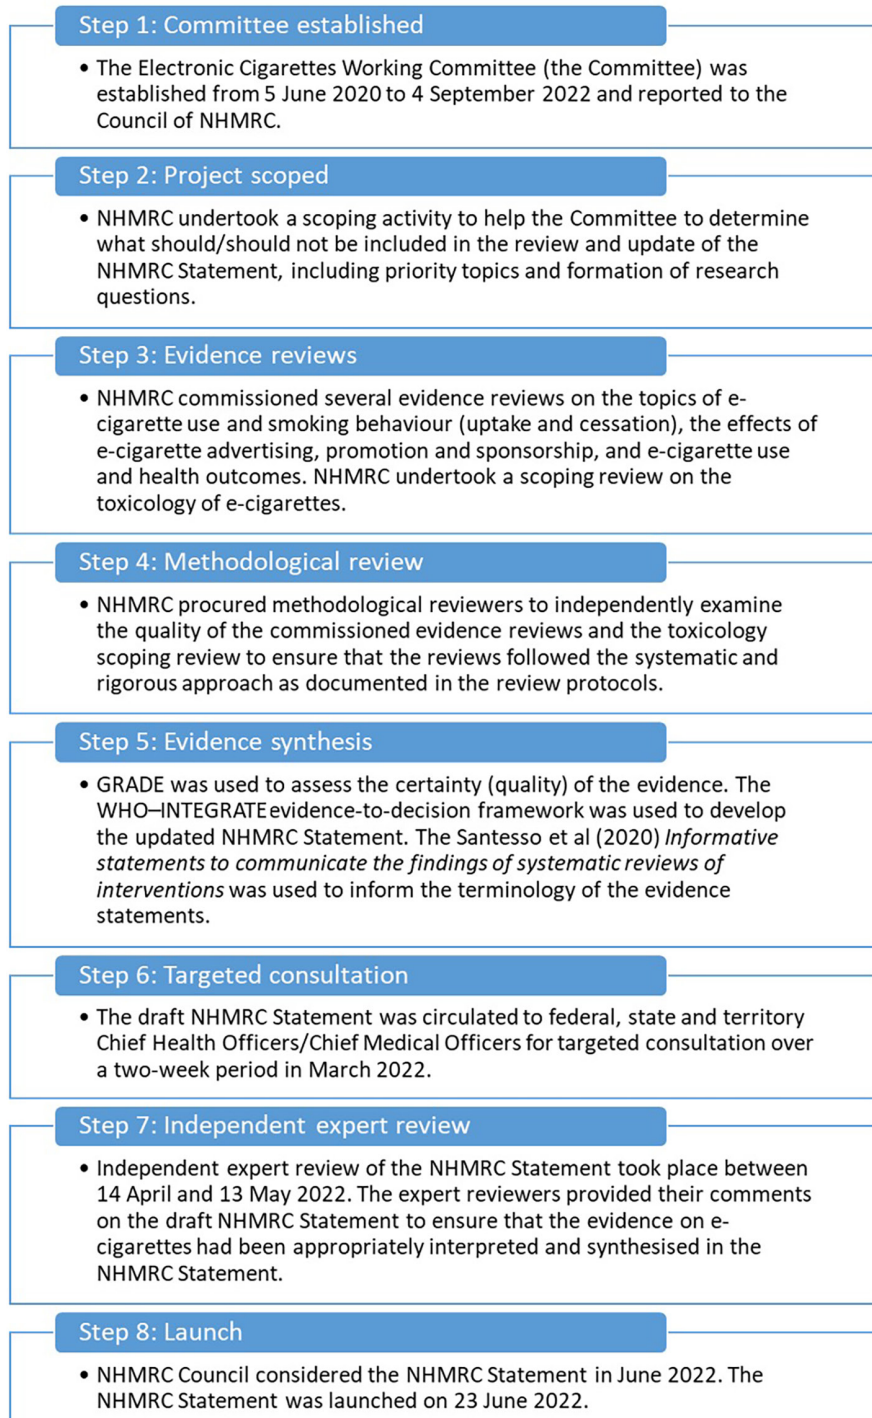 Step 1: Committee established
• The Electronic Cigarettes Working Committee (the Committee) was
established from 5 June 2020 to 4 September 2022 and reported to the
Council of NHMRC.
Step 2: Project scoped
• NHMRC undertook a scoping activity to help the Committee to determine
what should/should not be included in the review and update of the
NHMRC Statement, including priority topics and formation of research
questions.
Step 3: Evidence reviews
• NHMRC commissioned several evidence reviews on the topics of e-
cigarette use and smoking behaviour (uptake and cessation), the effects of
e-cigarette advertising, promotion and sponsorship, and e-cigarette use
and health outcomes. NHMRC undertook a scoping review on the
toxicology of e-cigarettes.
Step 4: Methodological review
• NHMRC procured methodological reviewers to independently examine
the quality of the commissioned evidence reviews and the toxicology
scoping review to ensure that the reviews followed the systematic and
rigorous approach as documented in the review protocols.
Step 5: Evidence synthesis
• GRADE was used to assess the certainty (quality) of the evidence. The
WHO–INTEGRATE evidence-to-decision framework was used to develop
the updated NHMRC Statement. The Santesso et al (2020) Informative
statements to communicate the findings of systematic reviews of
interventions was used to inform the terminology of the evidence
statements.
Step 6: Targeted consultation
• The draft NHMRC Statement was circulated to federal, state and territory
Chief Health Officers/Chief Medical Officers for targeted consultation over
a two-week period in March 2022.
Step 7: Independent expert review
• Independent expert review of the NHMRC Statement took place between
14 April and 13 May 2022. The expert reviewers provided their comments
on the draft NHMRC Statement to ensure that the evidence on e-
cigarettes had been appropriately interpreted and synthesised in the
NHMRC Statement.
Step 8: Launch
• NHMRC Council considered the NHMRC Statement in June 2022. The
NHMRC Statement was launched on 23 June 2022.